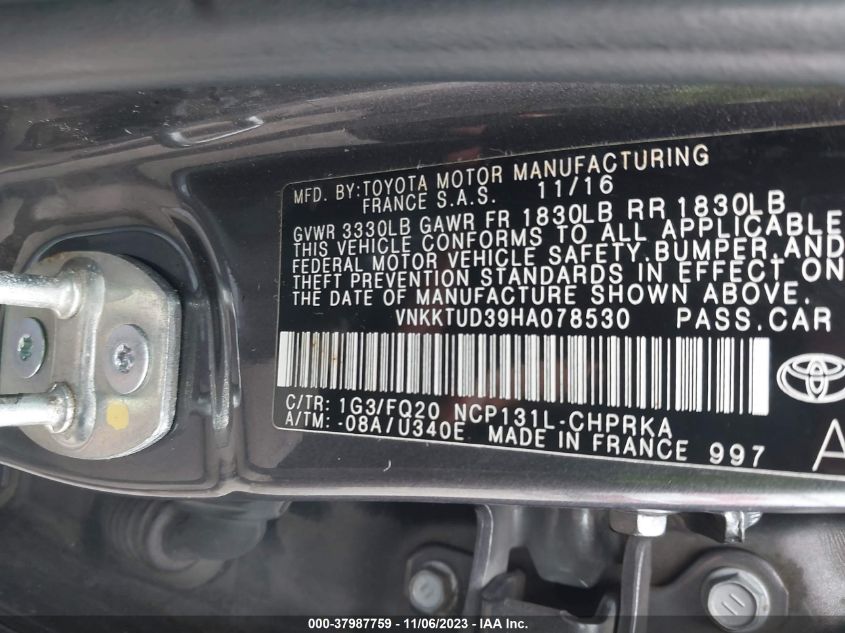 MFD. BY:TOYOTA MOTOR MANUFACTURING
FRANCE S.A.S. 11/16
GVWR 3330LB GAWR FR 1830LB RR 1830LB
THIS VEHICLE CONFORMS TO ALL APPLICABLE
FEDERAL MOTOR VEHICLE SAFETY,BUMPER,AND
THEFT PREVENTION STANDARDS IN EFFECT ON
THE DATE OF MANUFACTURE SHOWN ABOVE.
VNKKTUD39HA078530 PASS.CAR
C/TR: 1G3/FQ20 NCP131L-CHPRKA
A/TM: -08A/U340E MADE IN FRANCE 997
A
000-37987759 - 11/06/2023 - IAA Inc.